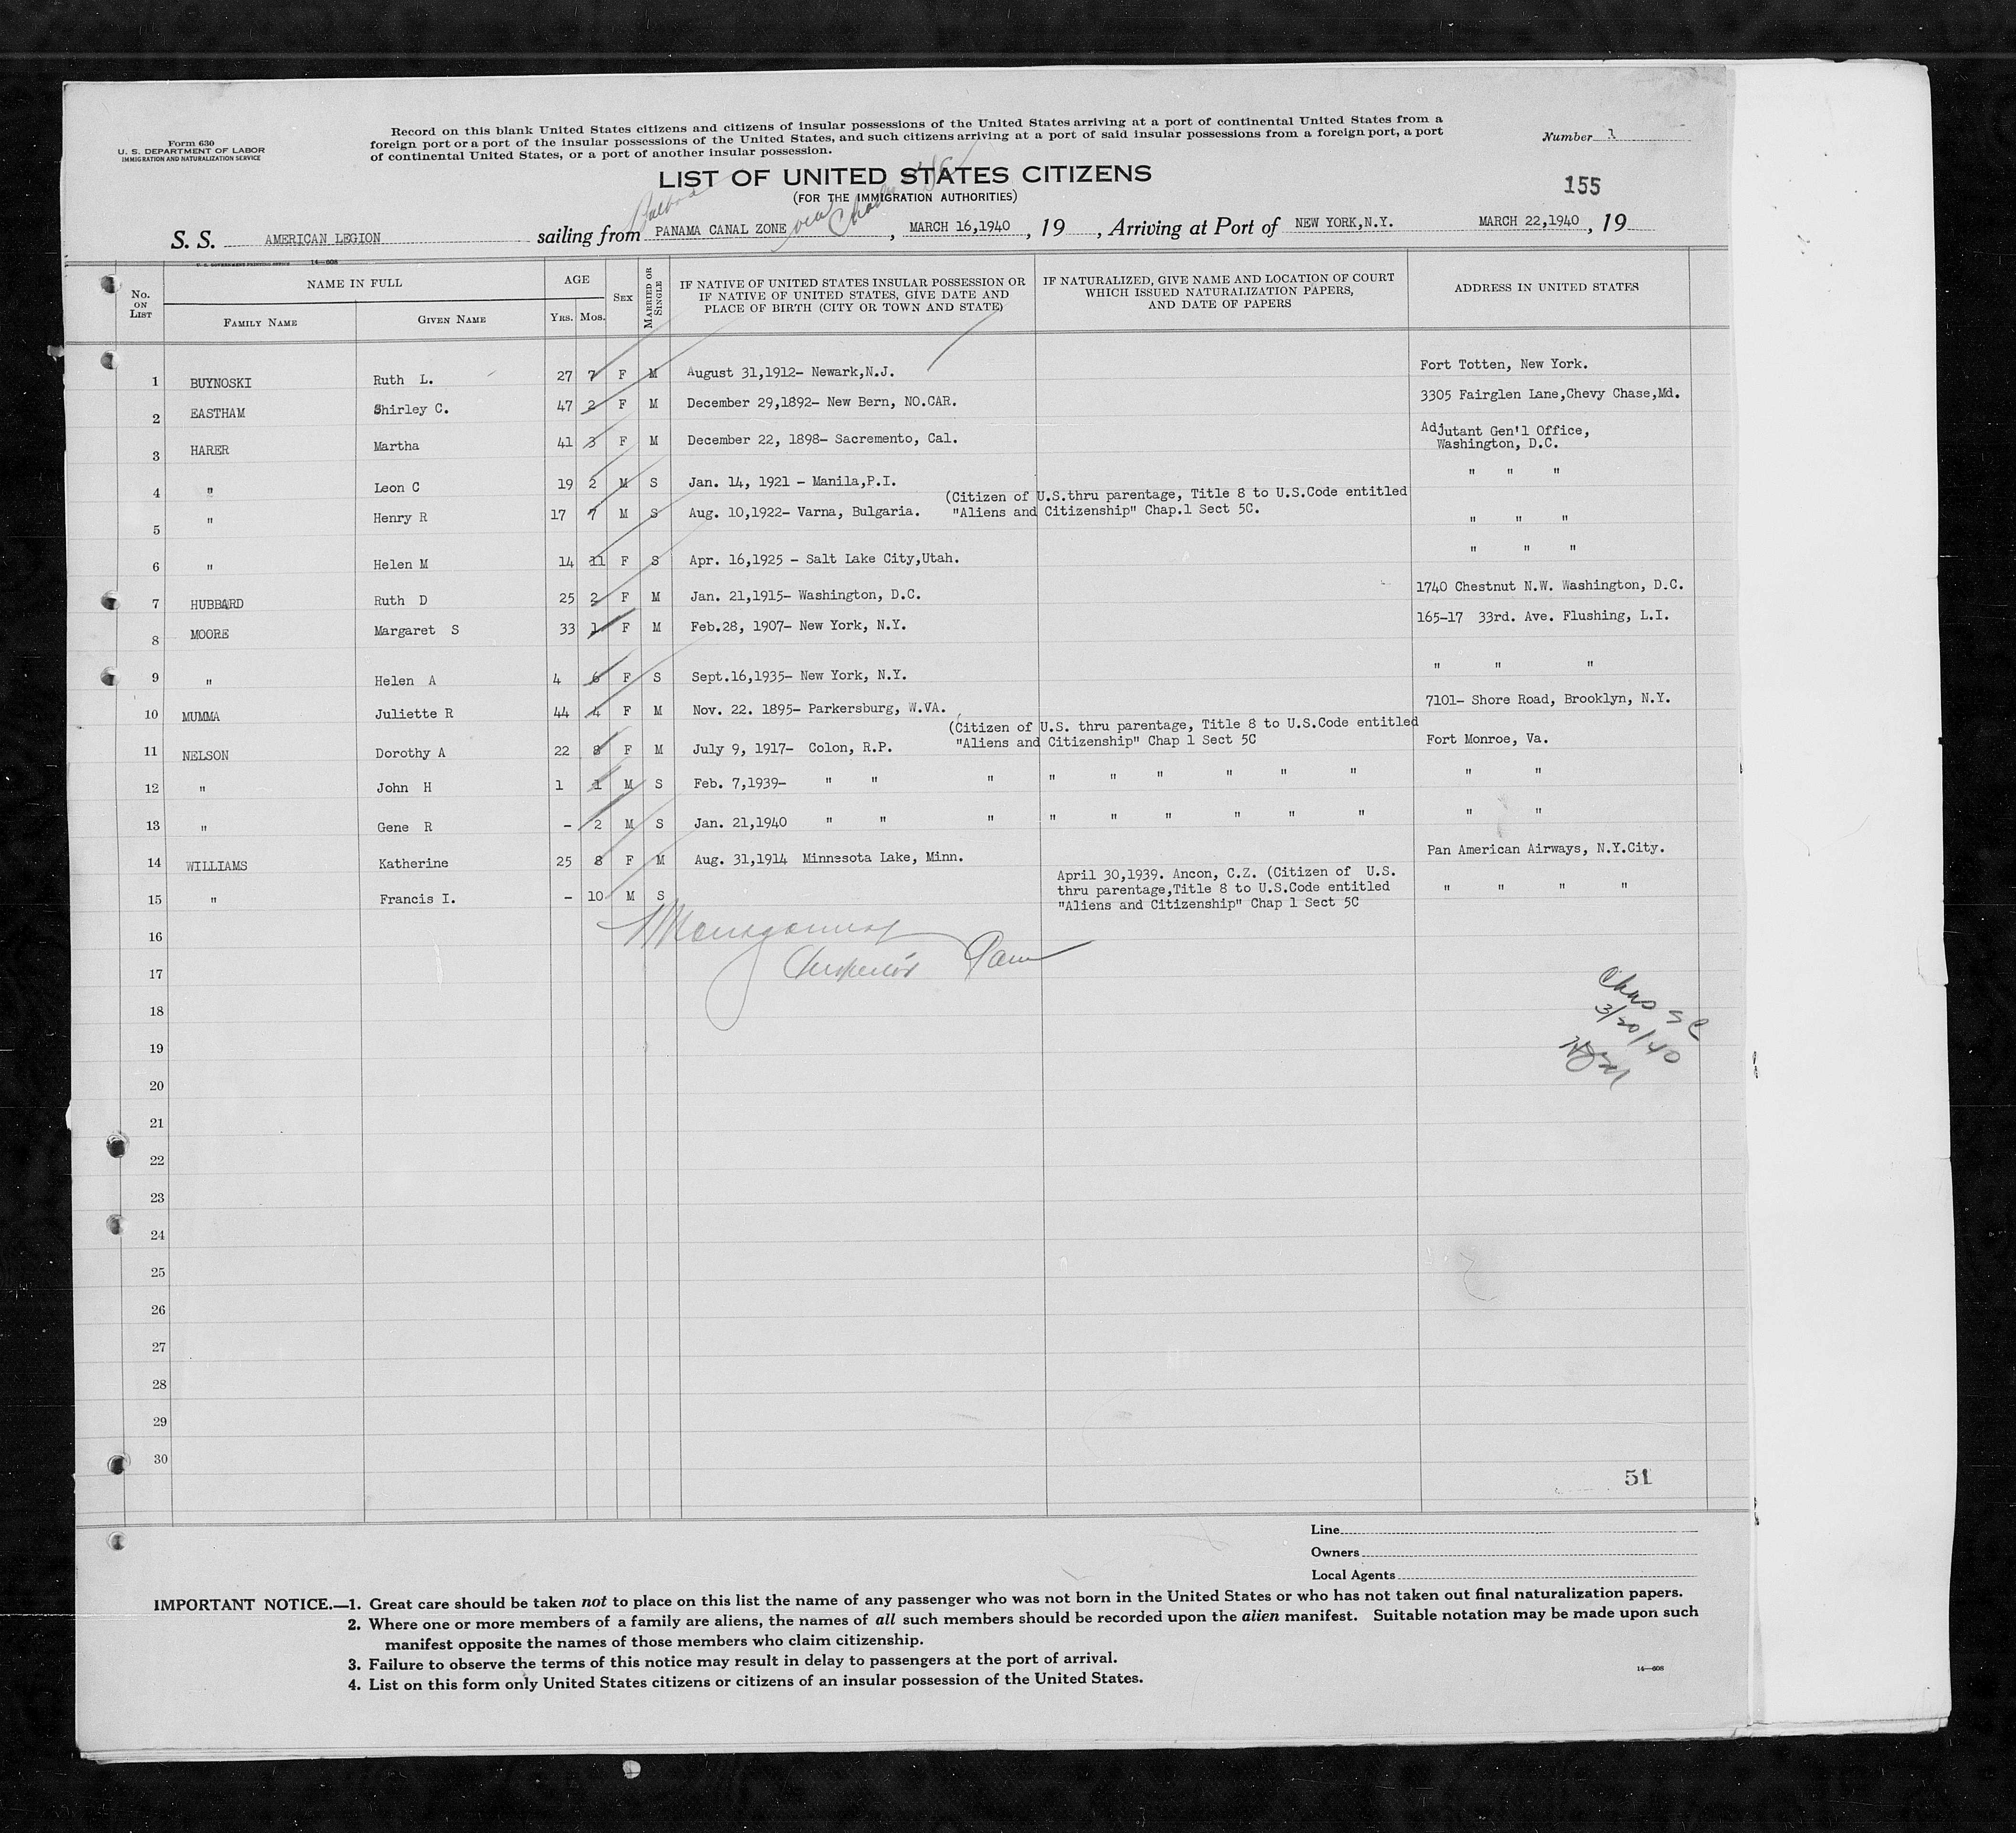 Form 630
U. S. DEPARTMENT OF LABOR
IMMIGRATION AND NATURALIZATION SERVICE
Record on this blank United States citizens and citizens of insular possessions of the United States arriving at a port of continental United States from a
foreign port or a port of the insular possessions of the United States, and such citizens arriving at a port of said insular possessions from a foreign port, a port
of continental United States, or a port of another insular possession.
Number 1
LIST OF UNITED STATES CITIZENS
(FOR THE IMMIGRATION AUTHORITIES)
155
Balboa via
S. S. AMERICAN LEGION sailing from PANAMA CANAL ZONE , MARCH 16,1940 , 19 , Arriving at Port of NEW YORK,N.Y. MARCH 22,1940 , 19
U. S. GOVERNMENT PRINTING OFFICE 14—608
No. ON LIST
NAME IN FULL
FAMILY NAME
GIVEN NAME
AGE
YRS. MOS.
SEX
MARRIED OR SINGLE
IF NATIVE OF UNITED STATES INSULAR POSSESSION OR
IF NATIVE OF UNITED STATES, GIVE DATE AND
PLACE OF BIRTH (CITY OR TOWN AND STATE)
IF NATURALIZED, GIVE NAME AND LOCATION OF COURT
WHICH ISSUED NATURALIZATION PAPERS,
AND DATE OF PAPERS
ADDRESS IN UNITED STATES
1 BUYNOSKI Ruth L. 27 7 F M August 31,1912- Newark,N.J. Fort Totten, New York.
2 EASTHAM Shirley C. 47 2 F M December 29,1892- New Bern, NO.CAR. 3305 Fairglen Lane,Chevy Chase,Md.
3 HARER Martha 41 3 F M December 22, 1898- Sacremento, Cal. Adjutant Gen'l Office,
Washington, D.C.
4 " Leon C 19 2 M S Jan. 14, 1921 - Manila,P.I. " " "
(Citizen of U.S.thru parentage, Title 8 to U.S.Code entitled
5 " Henry R 17 7 M S Aug. 10,1922- Varna, Bulgaria. "Aliens and Citizenship" Chap.1 Sect 5C. " " "
6 " Helen M 14 11 F S Apr. 16,1925 - Salt Lake City,Utah. " " "
7 HUBBARD Ruth D 25 2 F M Jan. 21,1915- Washington, D.C. 1740 Chestnut N.W. Washington, D.C.
8 MOORE Margaret S 33 1 F M Feb.28, 1907- New York, N.Y. 165-17 33rd. Ave. Flushing, L.I.
9 " Helen A 4 6 F S Sept.16,1935- New York, N.Y. " " "
10 MUMMA Juliette R 44 4 F M Nov. 22. 1895- Parkersburg, W.VA. 7101- Shore Road, Brooklyn, N.Y.
(Citizen of U.S. thru parentage, Title 8 to U.S.Code entitled
11 NELSON Dorothy A 22 8 F M July 9, 1917- Colon, R.P. "Aliens and Citizenship" Chap 1 Sect 5C Fort Monroe, Va.
12 " John H 1 1 M S Feb. 7,1939- " " " " " " " " " " "
13 " Gene R - 2 M S Jan. 21,1940 " " " " " " " " " " "
14 WILLIAMS Katherine 25 8 F M Aug. 31,1914 Minnesota Lake, Minn. Pan American Airways, N.Y.City.
April 30,1939. Ancon, C.Z. (Citizen of U.S.
15 " Francis I. - 10 M S thru parentage,Title 8 to U.S.Code entitled " " " "
"Aliens and Citizenship" Chap 1 Sect 5C
16
Inspector
17
18
3/20/40
19
20
21
22
23
24
25
26
27
28
29
30
51
Line
Owners
Local Agents
IMPORTANT NOTICE.—1. Great care should be taken not to place on this list the name of any passenger who was not born in the United States or who has not taken out final naturalization papers.
2. Where one or more members of a family are aliens, the names of all such members should be recorded upon the alien manifest. Suitable notation may be made upon such
manifest opposite the names of those members who claim citizenship.
3. Failure to observe the terms of this notice may result in delay to passengers at the port of arrival.
4. List on this form only United States citizens or citizens of an insular possession of the United States.
14—608